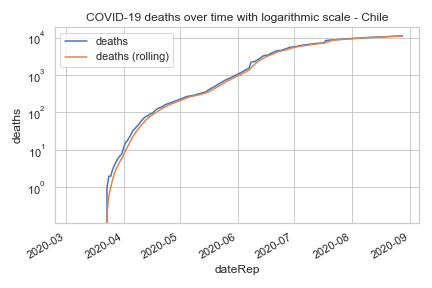 COVID-19 deaths over time with logarithmic scale - Chile
deaths
deaths (rolling)
10⁴
10³
10²
10¹
10⁰
deaths
2020-03
2020-04
2020-05
2020-06
2020-07
2020-08
2020-09
dateRep